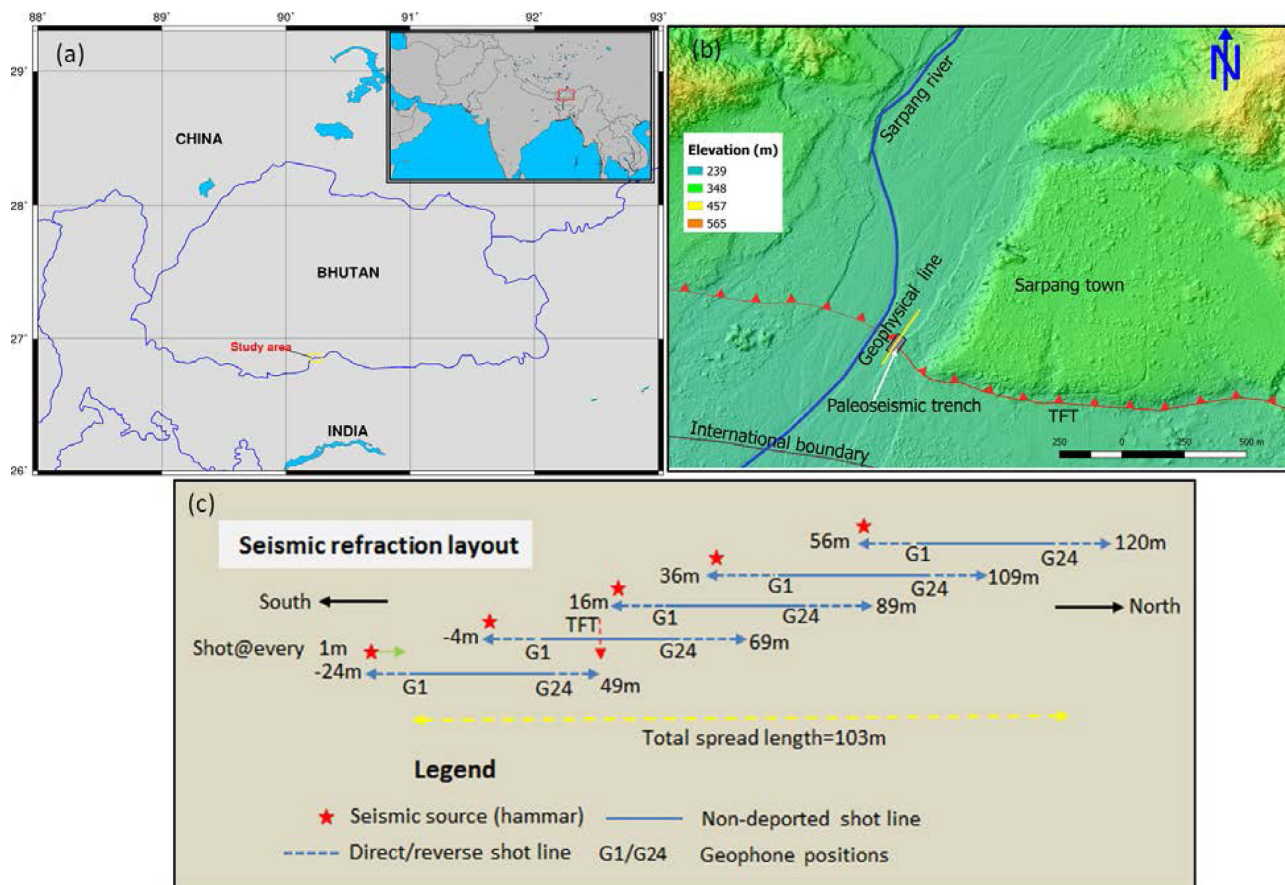 88˚ 89˚ 90˚ 91˚ 92˚ 93˚
(a)
29˚
28˚
27˚
26˚
CHINA
BHUTAN
Study area
INDIA
(b)
N
Sarpang river
Elevation (m)
239
348
457
565
Sarpang town
Geophysical line
Paleoseismic trench
TFT
International boundary
250 0 250 500 m
(c)
Seismic refraction layout
56m 120m
G1 G24
36m 109m
G1 G24
South
North
16m 89m
TFT
G1 G24
Shot@every 1m
-4m 69m
G1 G24
-24m 49m
G1 G24
Total spread length=103m
Legend
Seismic source (hammar)
Non-deported shot line
Direct/reverse shot line
G1/G24 Geophone positions